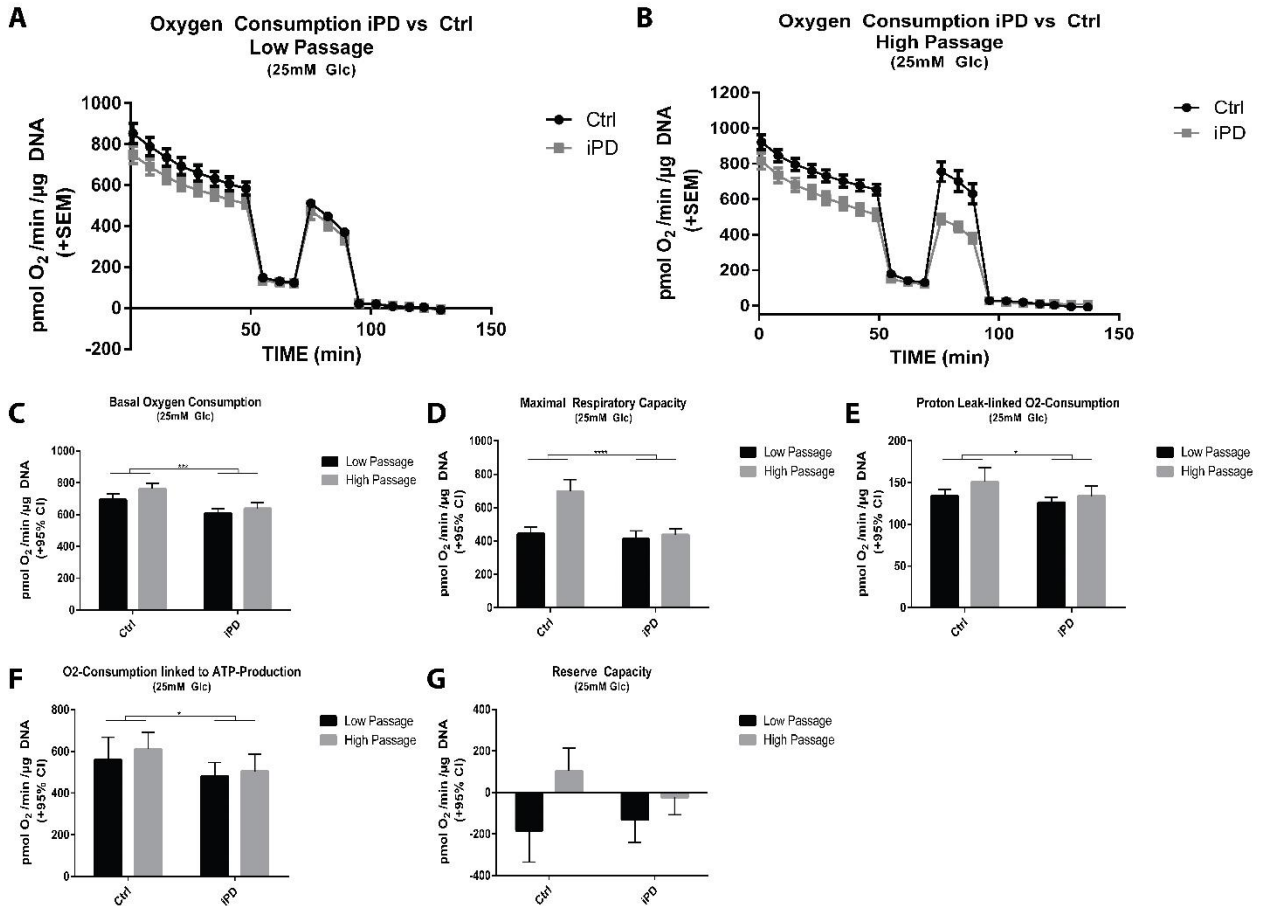 A
Oxygen Consumption iPD vs Ctrl
Low Passage
(25mM Glc)
pmol O2 /min /µg DNA
(+SEM)
1000
800
600
400
200
0
-200
50
100
150
TIME (min)
Ctrl
iPD
B
Oxygen Consumption iPD vs Ctrl
High Passage
(25mM Glc)
pmol O2 /min /µg DNA
(+SEM)
1200
1000
800
600
400
200
0
0
50
100
150
TIME (min)
Ctrl
iPD
C
Basal Oxygen Consumption
(25mM Glc)
pmol O2 /min /µg DNA
(+95% CI)
1000
800
600
400
200
0
***
Ctrl
iPD
Low Passage
High Passage
D
Maximal Respiratory Capacity
(25mM Glc)
pmol O2 /min /µg DNA
(+95% CI)
1000
800
600
400
200
0
****
Ctrl
iPD
Low Passage
High Passage
E
Proton Leak-linked O2-Consumption
(25mM Glc)
pmol O2 /min /µg DNA
(+95% CI)
200
150
100
50
0
*
Ctrl
iPD
Low Passage
High Passage
F
O2-Consumption linked to ATP-Production
(25mM Glc)
pmol O2 /min /µg DNA
(+95% CI)
800
600
400
200
0
*
Ctrl
iPD
Low Passage
High Passage
G
Reserve Capacity
(25mM Glc)
pmol O2 /min /µg DNA
(+95% CI)
400
200
0
-200
-400
Ctrl
iPD
Low Passage
High Passage